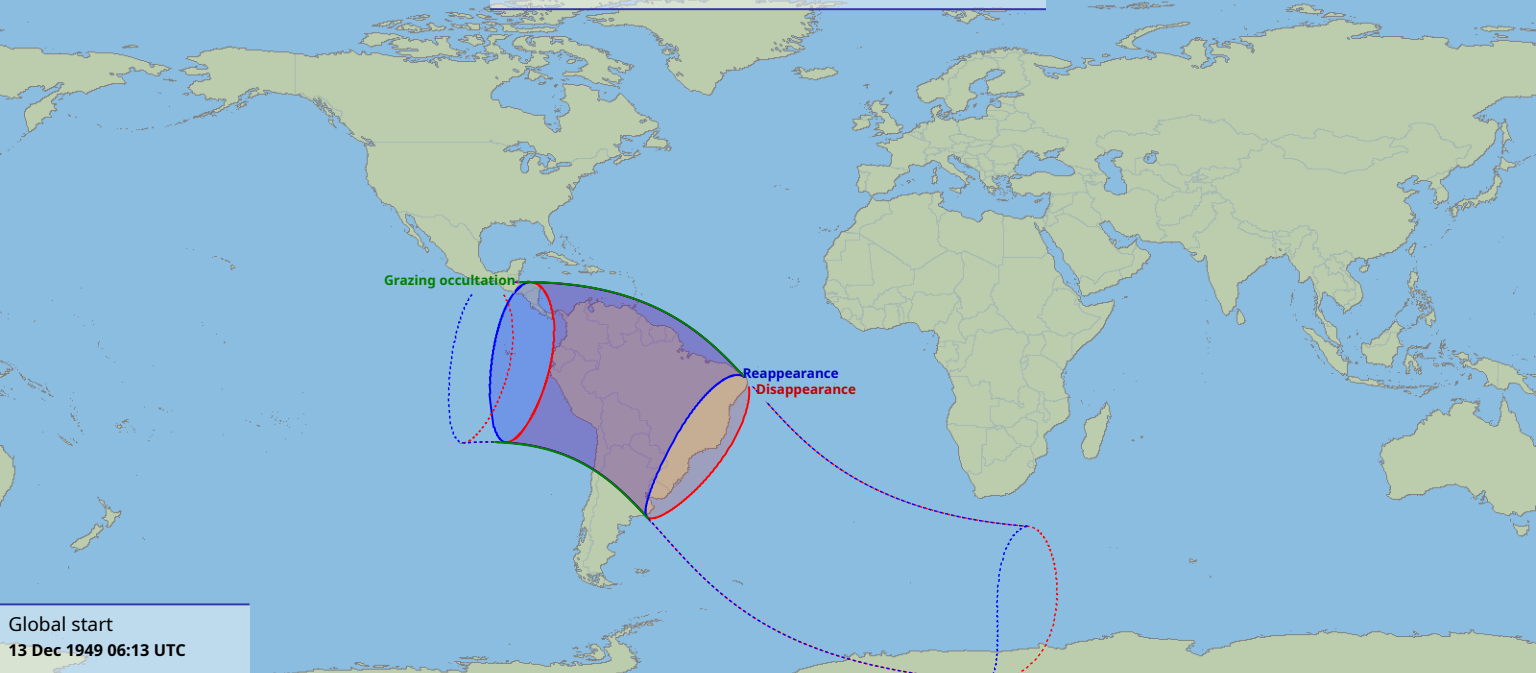 Grazing occultation
Reappearance
Disappearance
Global start
13 Dec 1949 06:13 UTC